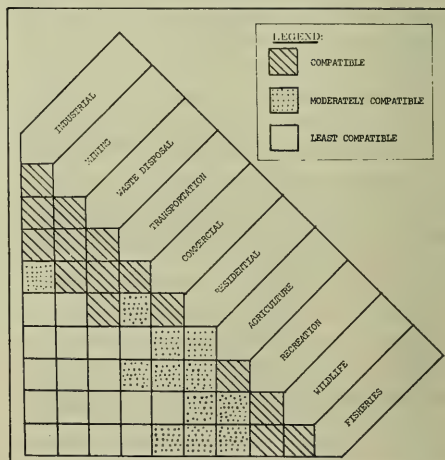 LEGEND:
COMPATIBLE
MODERATELY COMPATIBLE
LEAST COMPATIBLE
INDUSTRIAL
MINING
WASTE DISPOSAL
TRANSPORTATION
COMMERCIAL
RESIDENTIAL
AGRICULTURE
RECREATION
WILDLIFE
FISHERIES